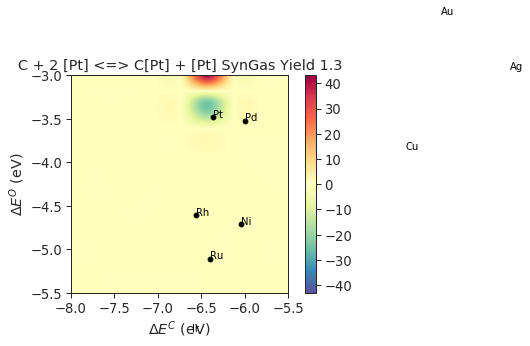 Au
Ag
C + 2 [Pt] <=> C[Pt] + [Pt] SynGas Yield 1.3
Cu
−3.0
−3.5
−4.0
−4.5
−5.0
−5.5
ΔE^O (eV)
Pt
Pd
Rh
Ni
Ru
−8.0 −7.5 −7.0 −6.5 −6.0 −5.5
ΔE^C (eV)
Ir
40
30
20
10
0
−10
−20
−30
−40